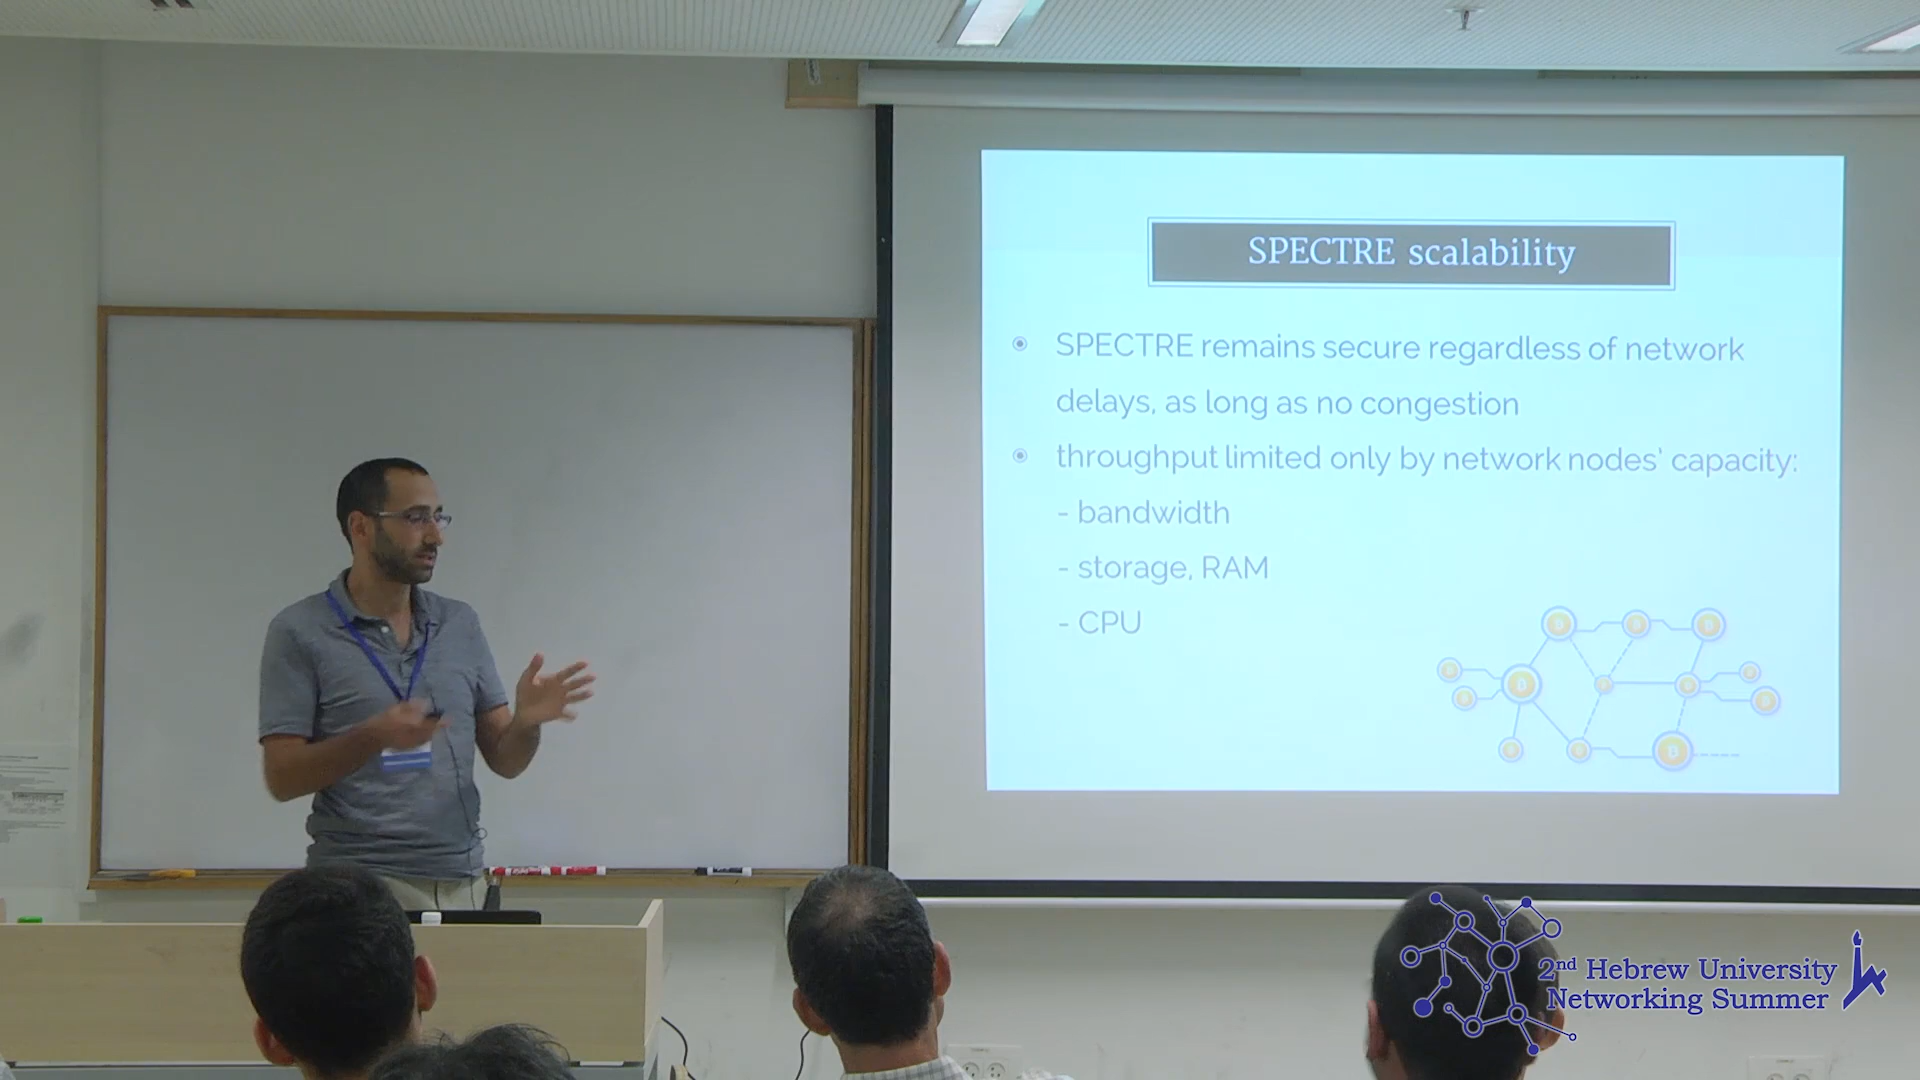 SPECTRE scalability
SPECTRE remains secure regardless of network
delays, as long as no congestion
throughput limited only by network nodes' capacity:
- bandwidth
- storage, RAM
- CPU
2nd Hebrew University
Networking Summer